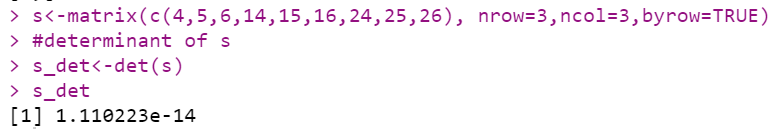 > s<-matrix(c(4,5,6,14,15,16,24,25,26), nrow=3,ncol=3,byrow=TRUE)
> #determinant of s
> s_det<-det(s)
> s_det
[1] 1.110223e-14